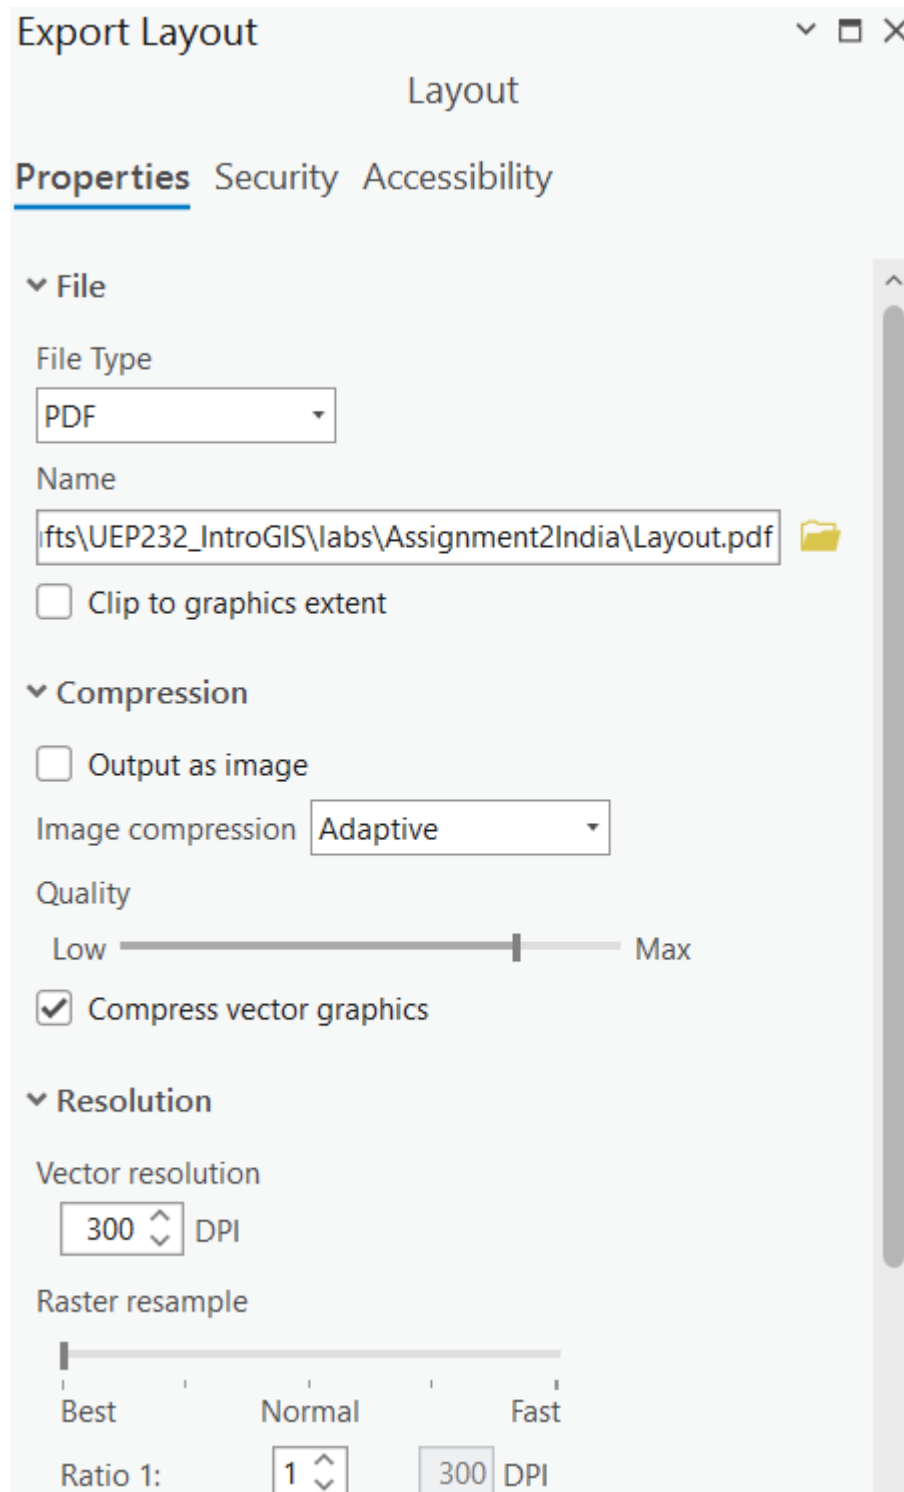 Export Layout
Layout
Properties Security Accessibility
File
File Type
PDF
Name
fts\UEP232_IntroGIS\labs\Assignment2India\Layout.pdf
Clip to graphics extent
Compression
Output as image
Image compression Adaptive
Quality
Low Max
Compress vector graphics
Resolution
Vector resolution
300 DPI
Raster resample
Best Normal Fast
Ratio 1: 1 300 DPI